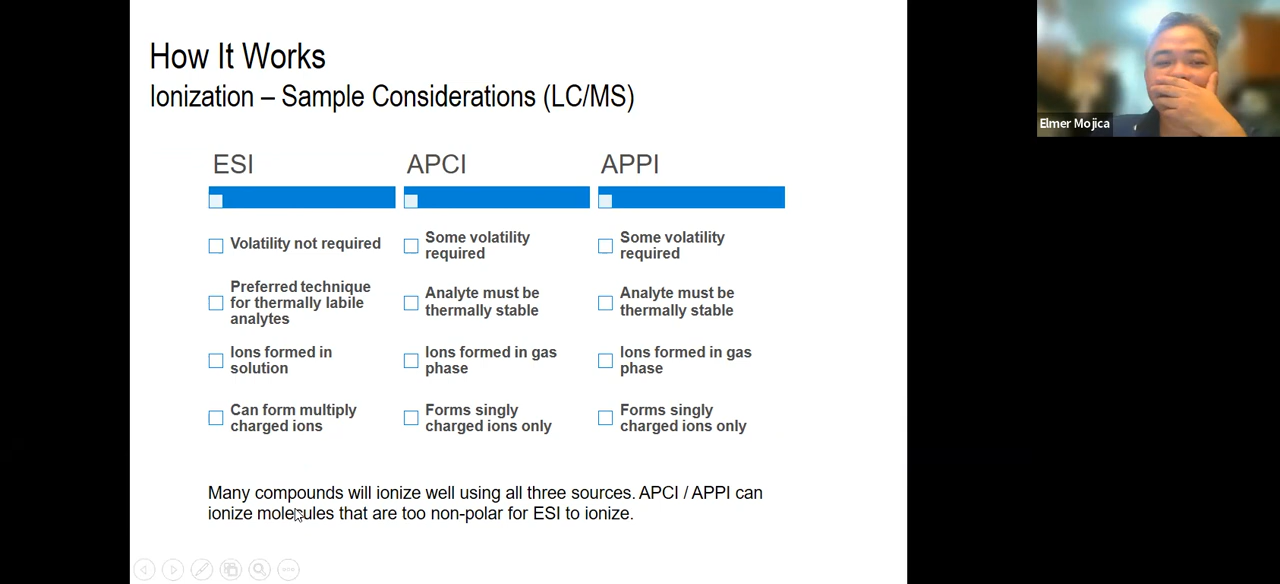 How It Works
Ionization – Sample Considerations (LC/MS)
Elmer Mojica
ESI
APCI
APPI
Volatility not required
Some volatility
required
Some volatility
required
Preferred technique
for thermally labile
analytes
Analyte must be
thermally stable
Analyte must be
thermally stable
Ions formed in
solution
Ions formed in gas
phase
Ions formed in gas
phase
Can form multiply
charged ions
Forms singly
charged ions only
Forms singly
charged ions only
Many compounds will ionize well using all three sources. APCI / APPI can
ionize molecules that are too non-polar for ESI to ionize.